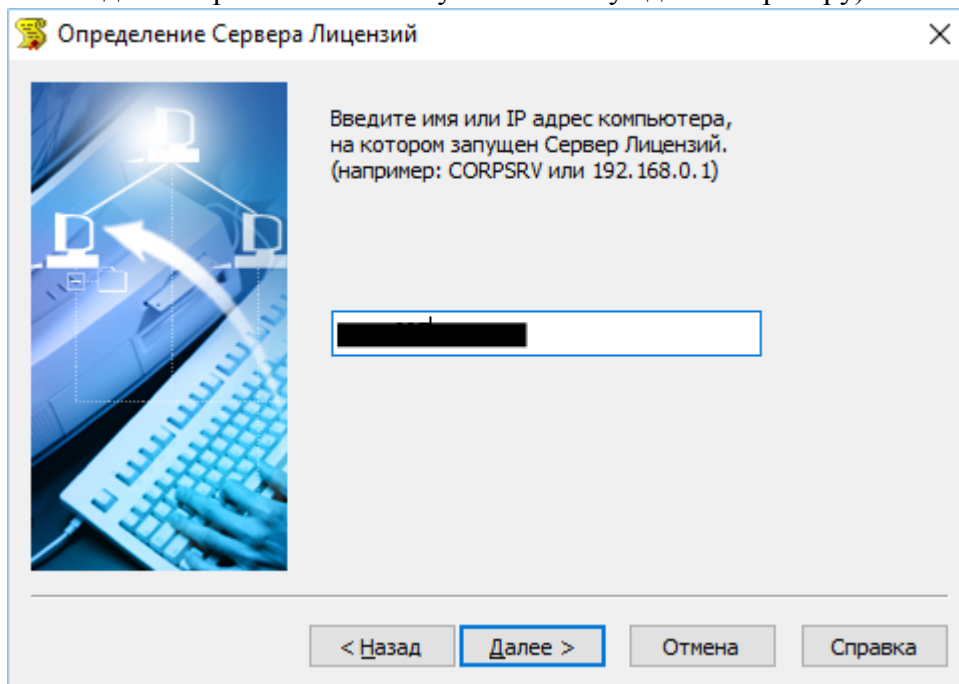 Определение Сервера Лицензий
Введите имя или IP адрес компьютера,
на котором запущен Сервер Лицензий.
(например: CORPSRV или 192.168.0.1)
< Назад
Далее >
Отмена
Справка